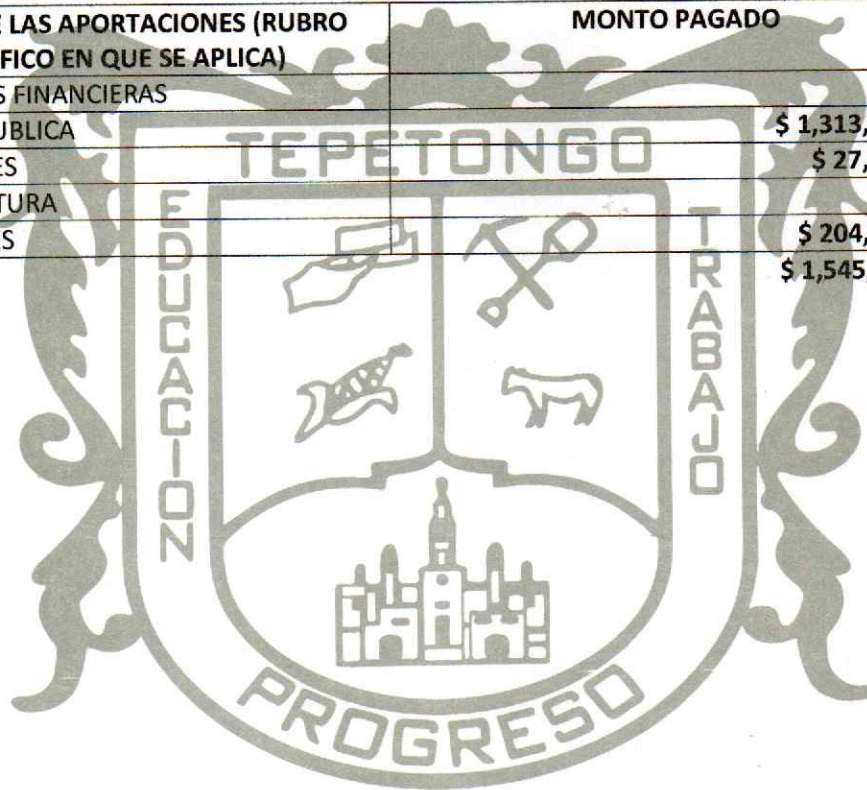 LAS APORTACIONES (RUBRO
FICO EN QUE SE APLICA)
MONTO PAGADO
S FINANCIERAS
UBLICA $ 1,313,
ES $ 27,
TURA
ES $ 204,
$ 1,545
TEPETONGO
EDUCACION
TRABAJO
PROGRESO